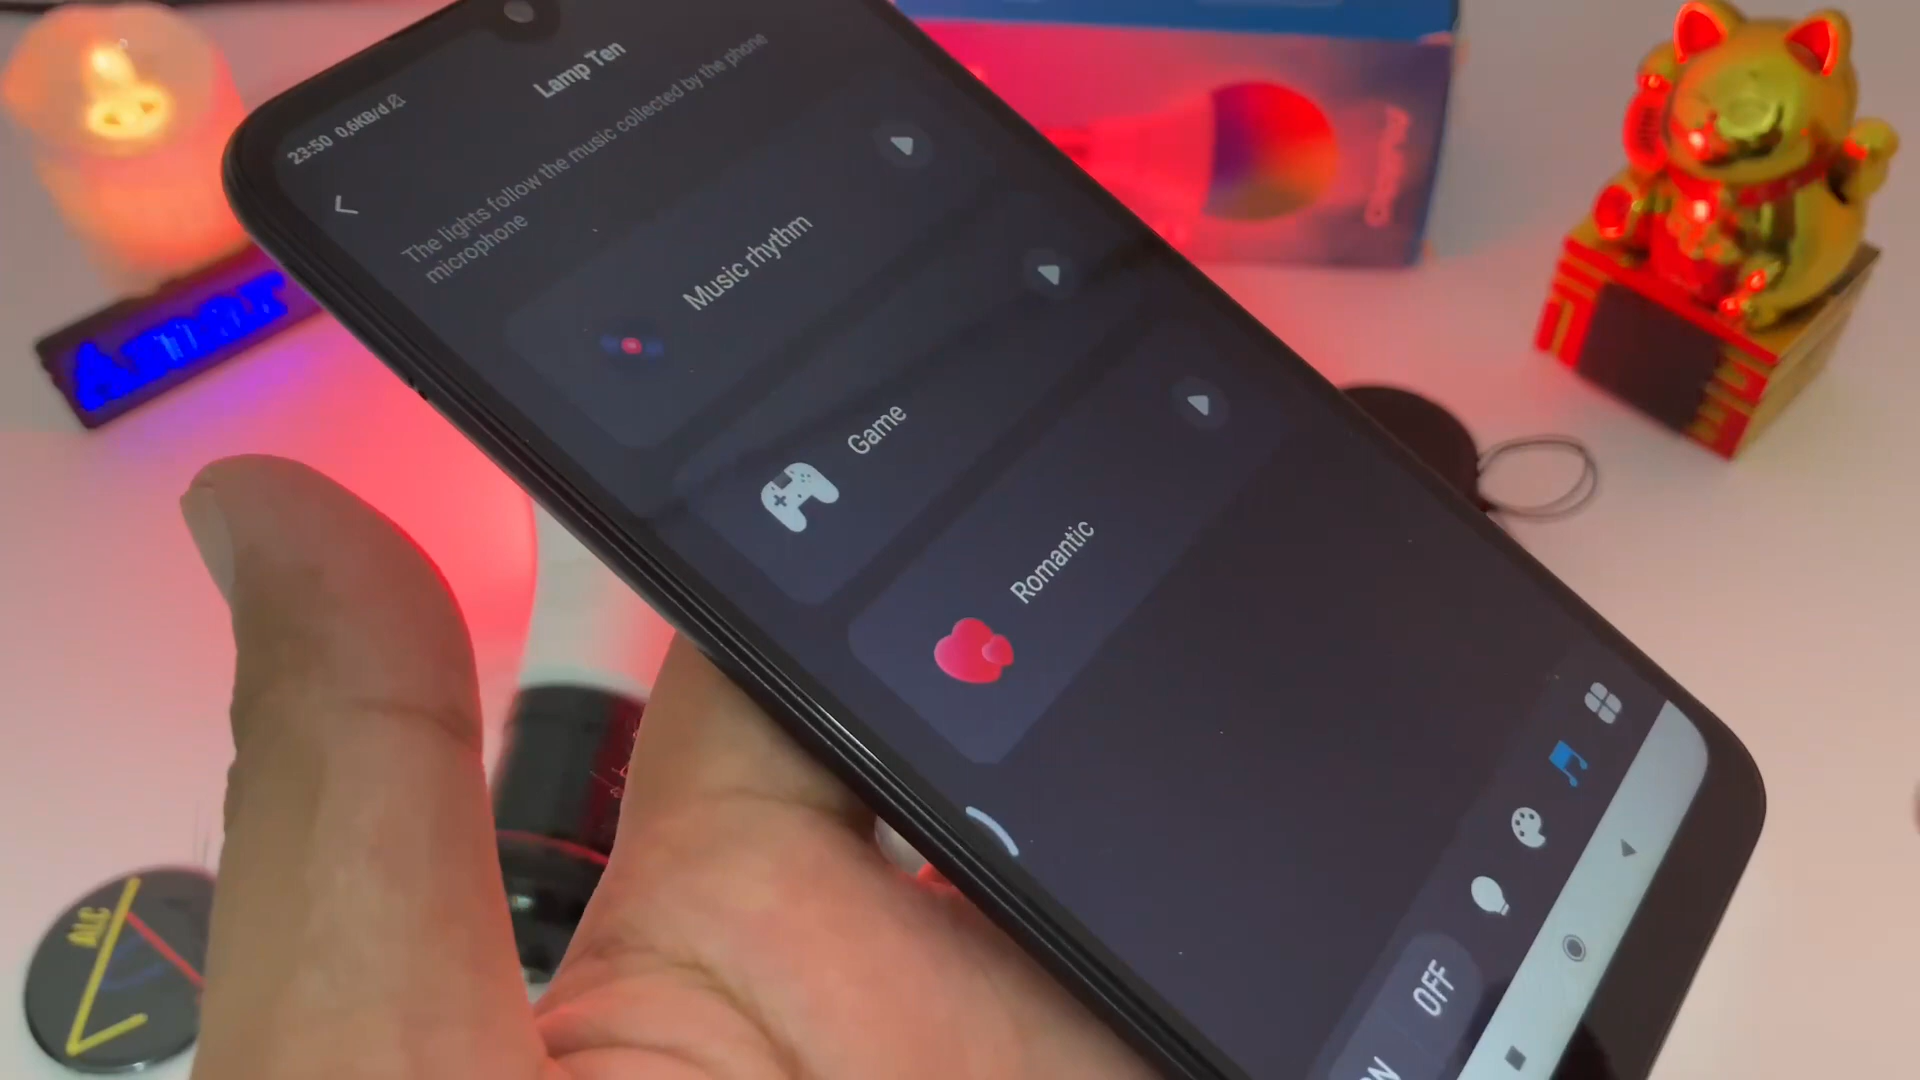 23:50 0,6KB/d
Lamp Ten
The lights follow the music collected by the phone
microphone
Music rhythm
Game
Romantic
OFF
ALC